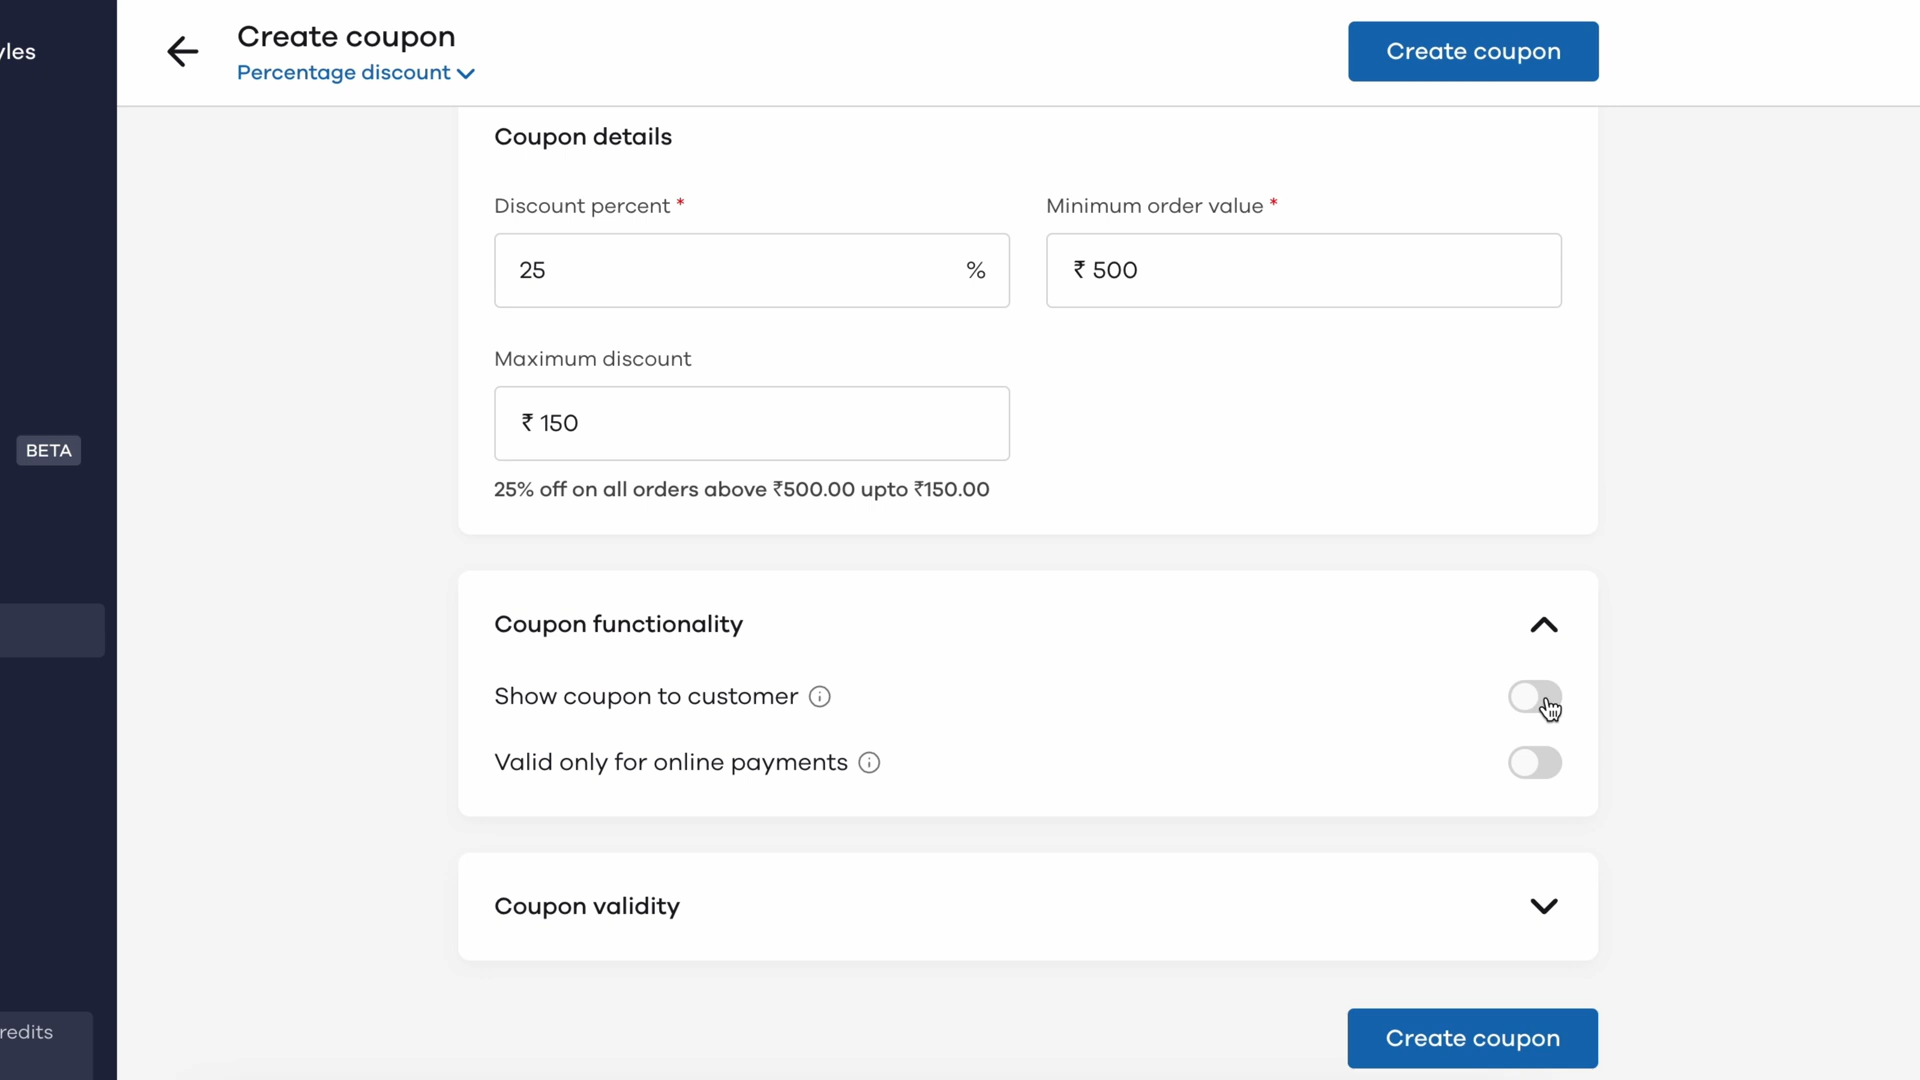 Create coupon
Percentage discount
Create coupon
Coupon details
Discount percent *
Minimum order value *
25 %
₹ 500
Maximum discount
₹ 150
25% off on all orders above ₹500.00 upto ₹150.00
BETA
Coupon functionality
Show coupon to customer
Valid only for online payments
Coupon validity
Create coupon